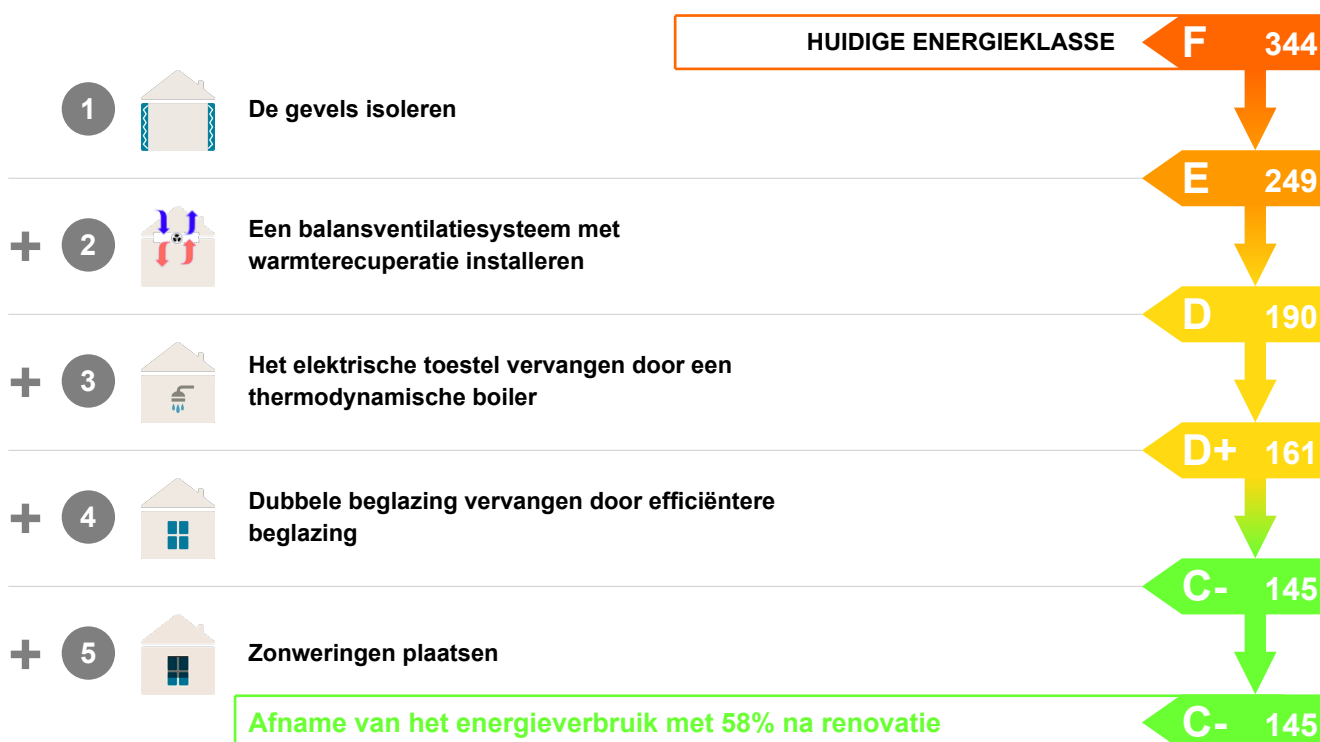 HUIDIGE ENERGIEKLASSE F 344
1 De gevels isoleren
E 249
+ 2 Een balansventilatiesysteem met
warmterecuperatie installeren
D 190
+ 3 Het elektrische toestel vervangen door een
thermodynamische boiler
D+ 161
+ 4 Dubbele beglazing vervangen door efficiëntere
beglazing
C- 145
+ 5 Zonweringen plaatsen
Afname van het energieverbruik met 58% na renovatie C- 145